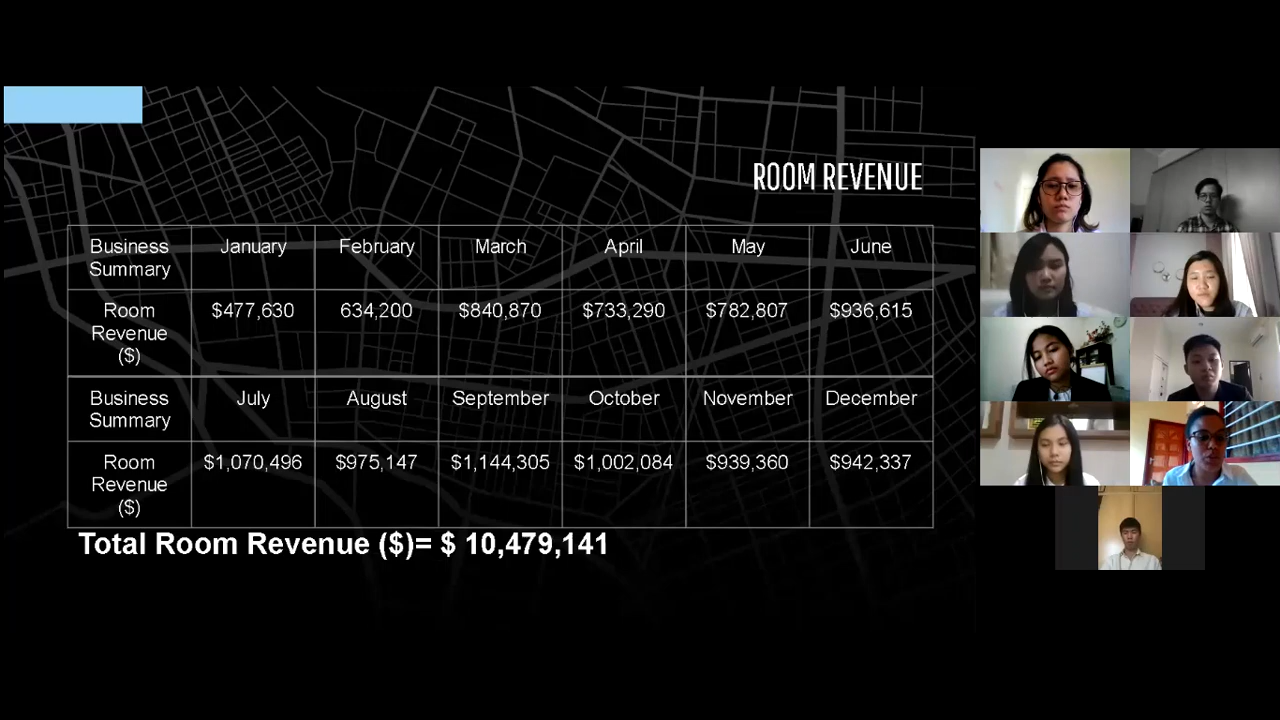 ROOM REVENUE
Business Summary January February March April May June
Room Revenue ($) $477,630 634,200 $840,870 $733,290 $782,807 $936,615
Business Summary July August September October November December
Room Revenue ($) $1,070,496 $975,147 $1,144,305 $1,002,084 $939,360 $942,337
Total Room Revenue ($)= $ 10,479,141